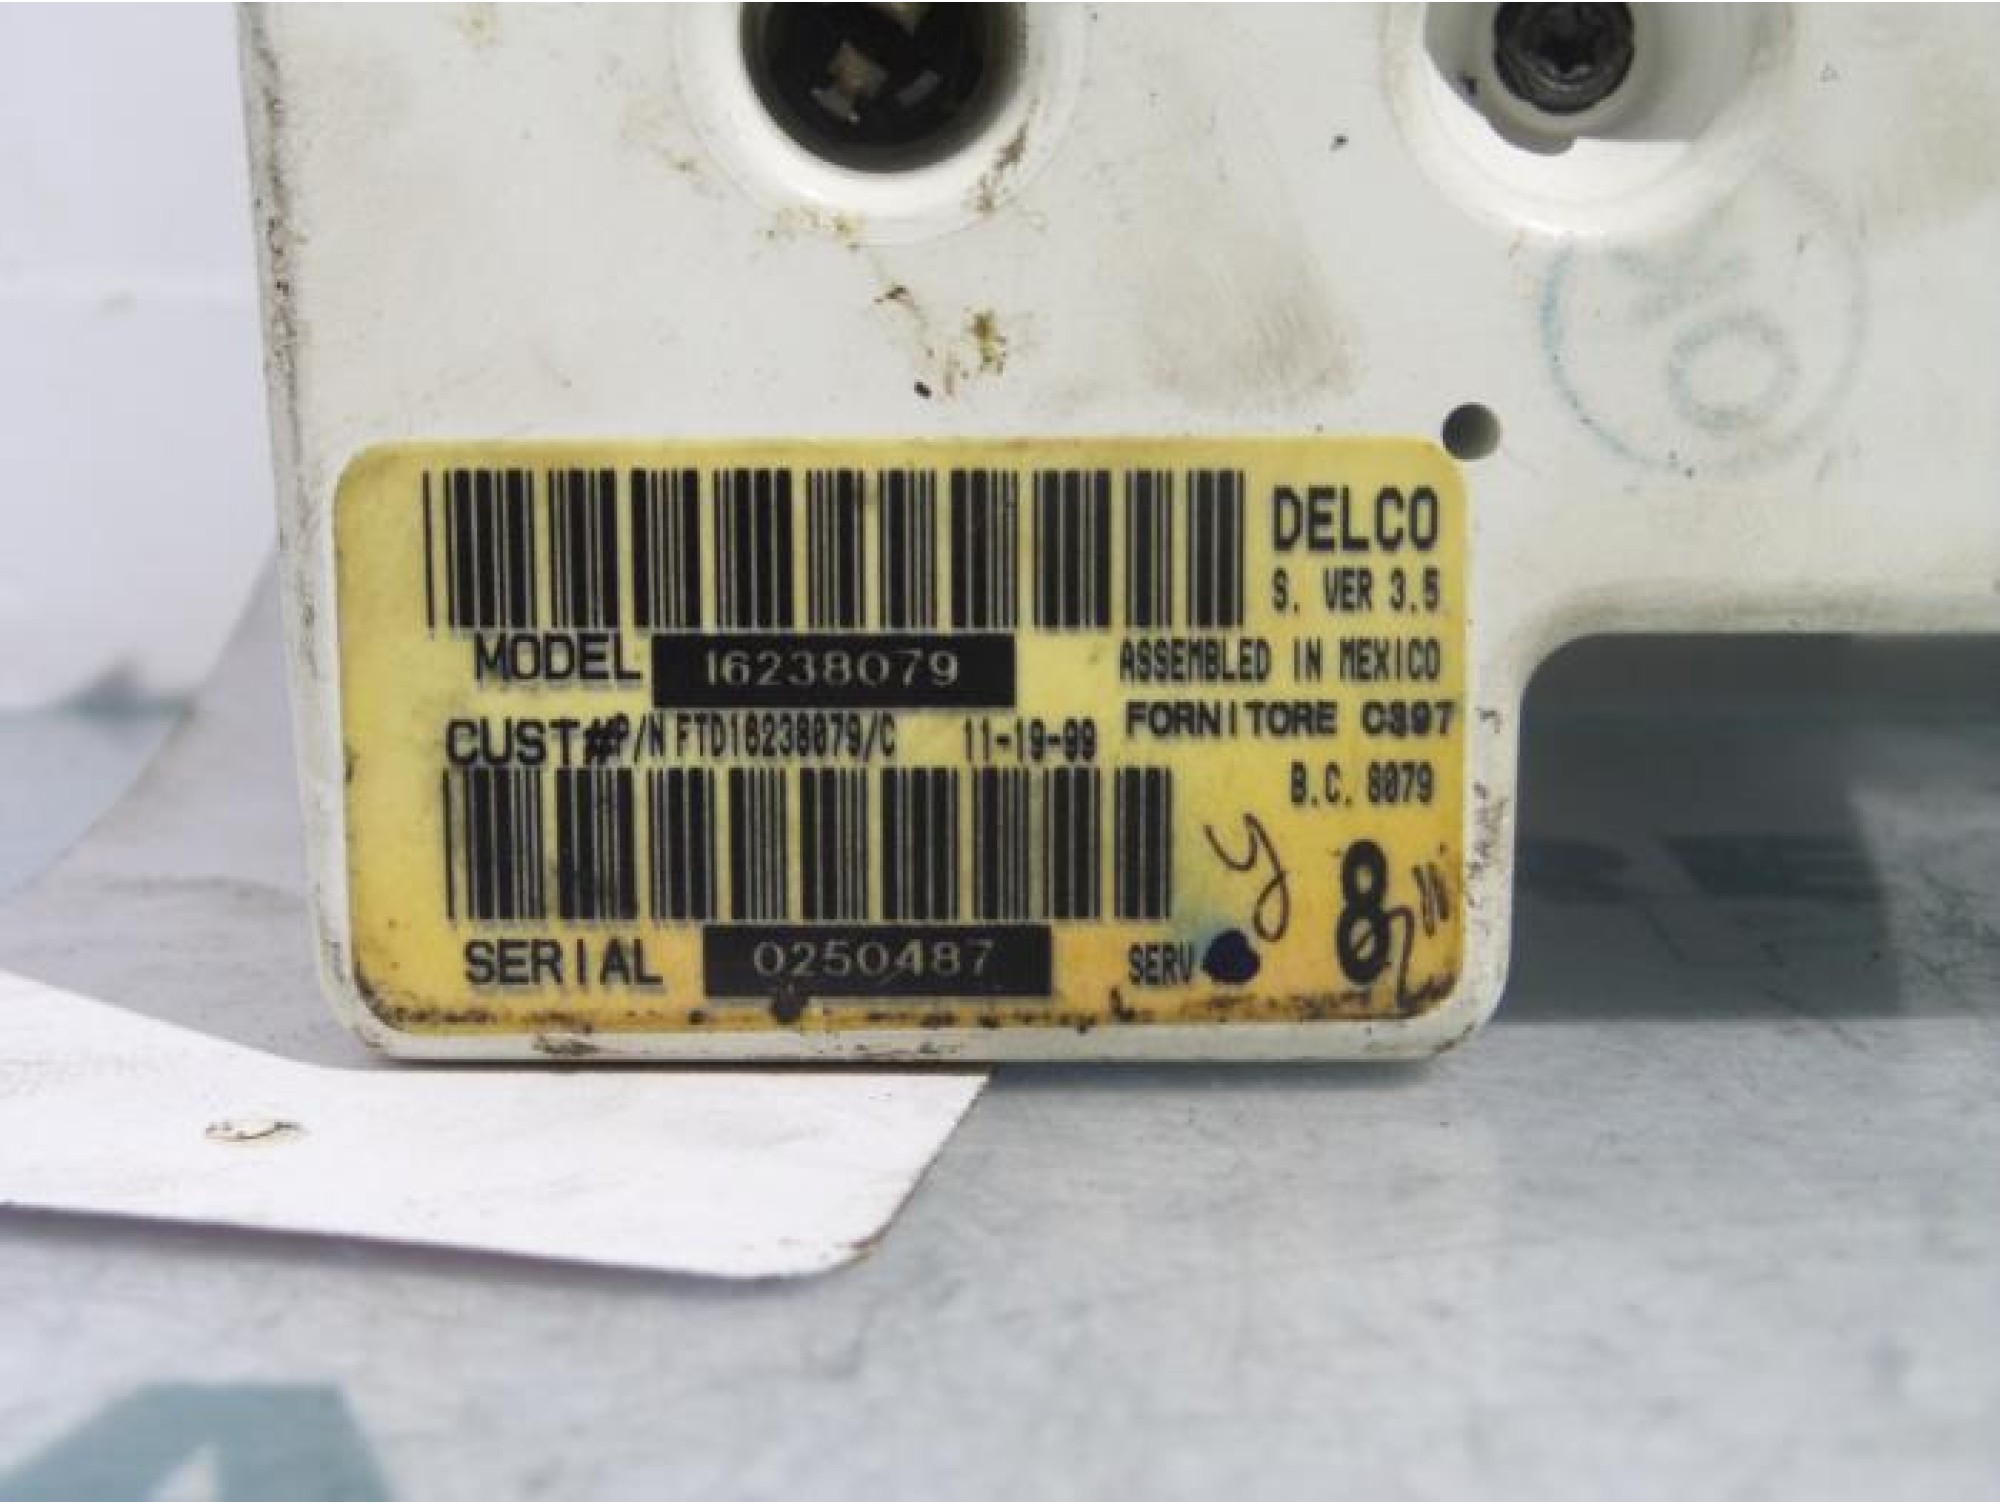 DELCO
S. VER 3.5
MODEL 16238079
ASSEMBLED IN MEXICO
CUST# P/N FTD16238079/C 11-19-99
FORNITORE C397
B.C. 8079
y
8
SERIAL 0250487
SERV